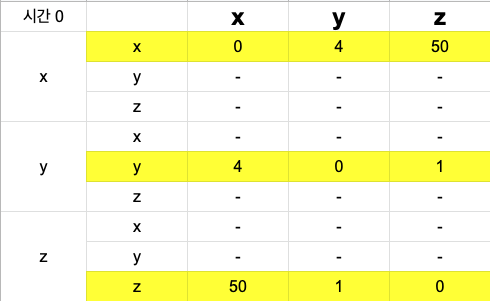 시간 0 x y z
x 0 4 50
x y - - -
z - - -
x - - -
y y 4 0 1
z - - -
x - - -
z y - - -
z 50 1 0